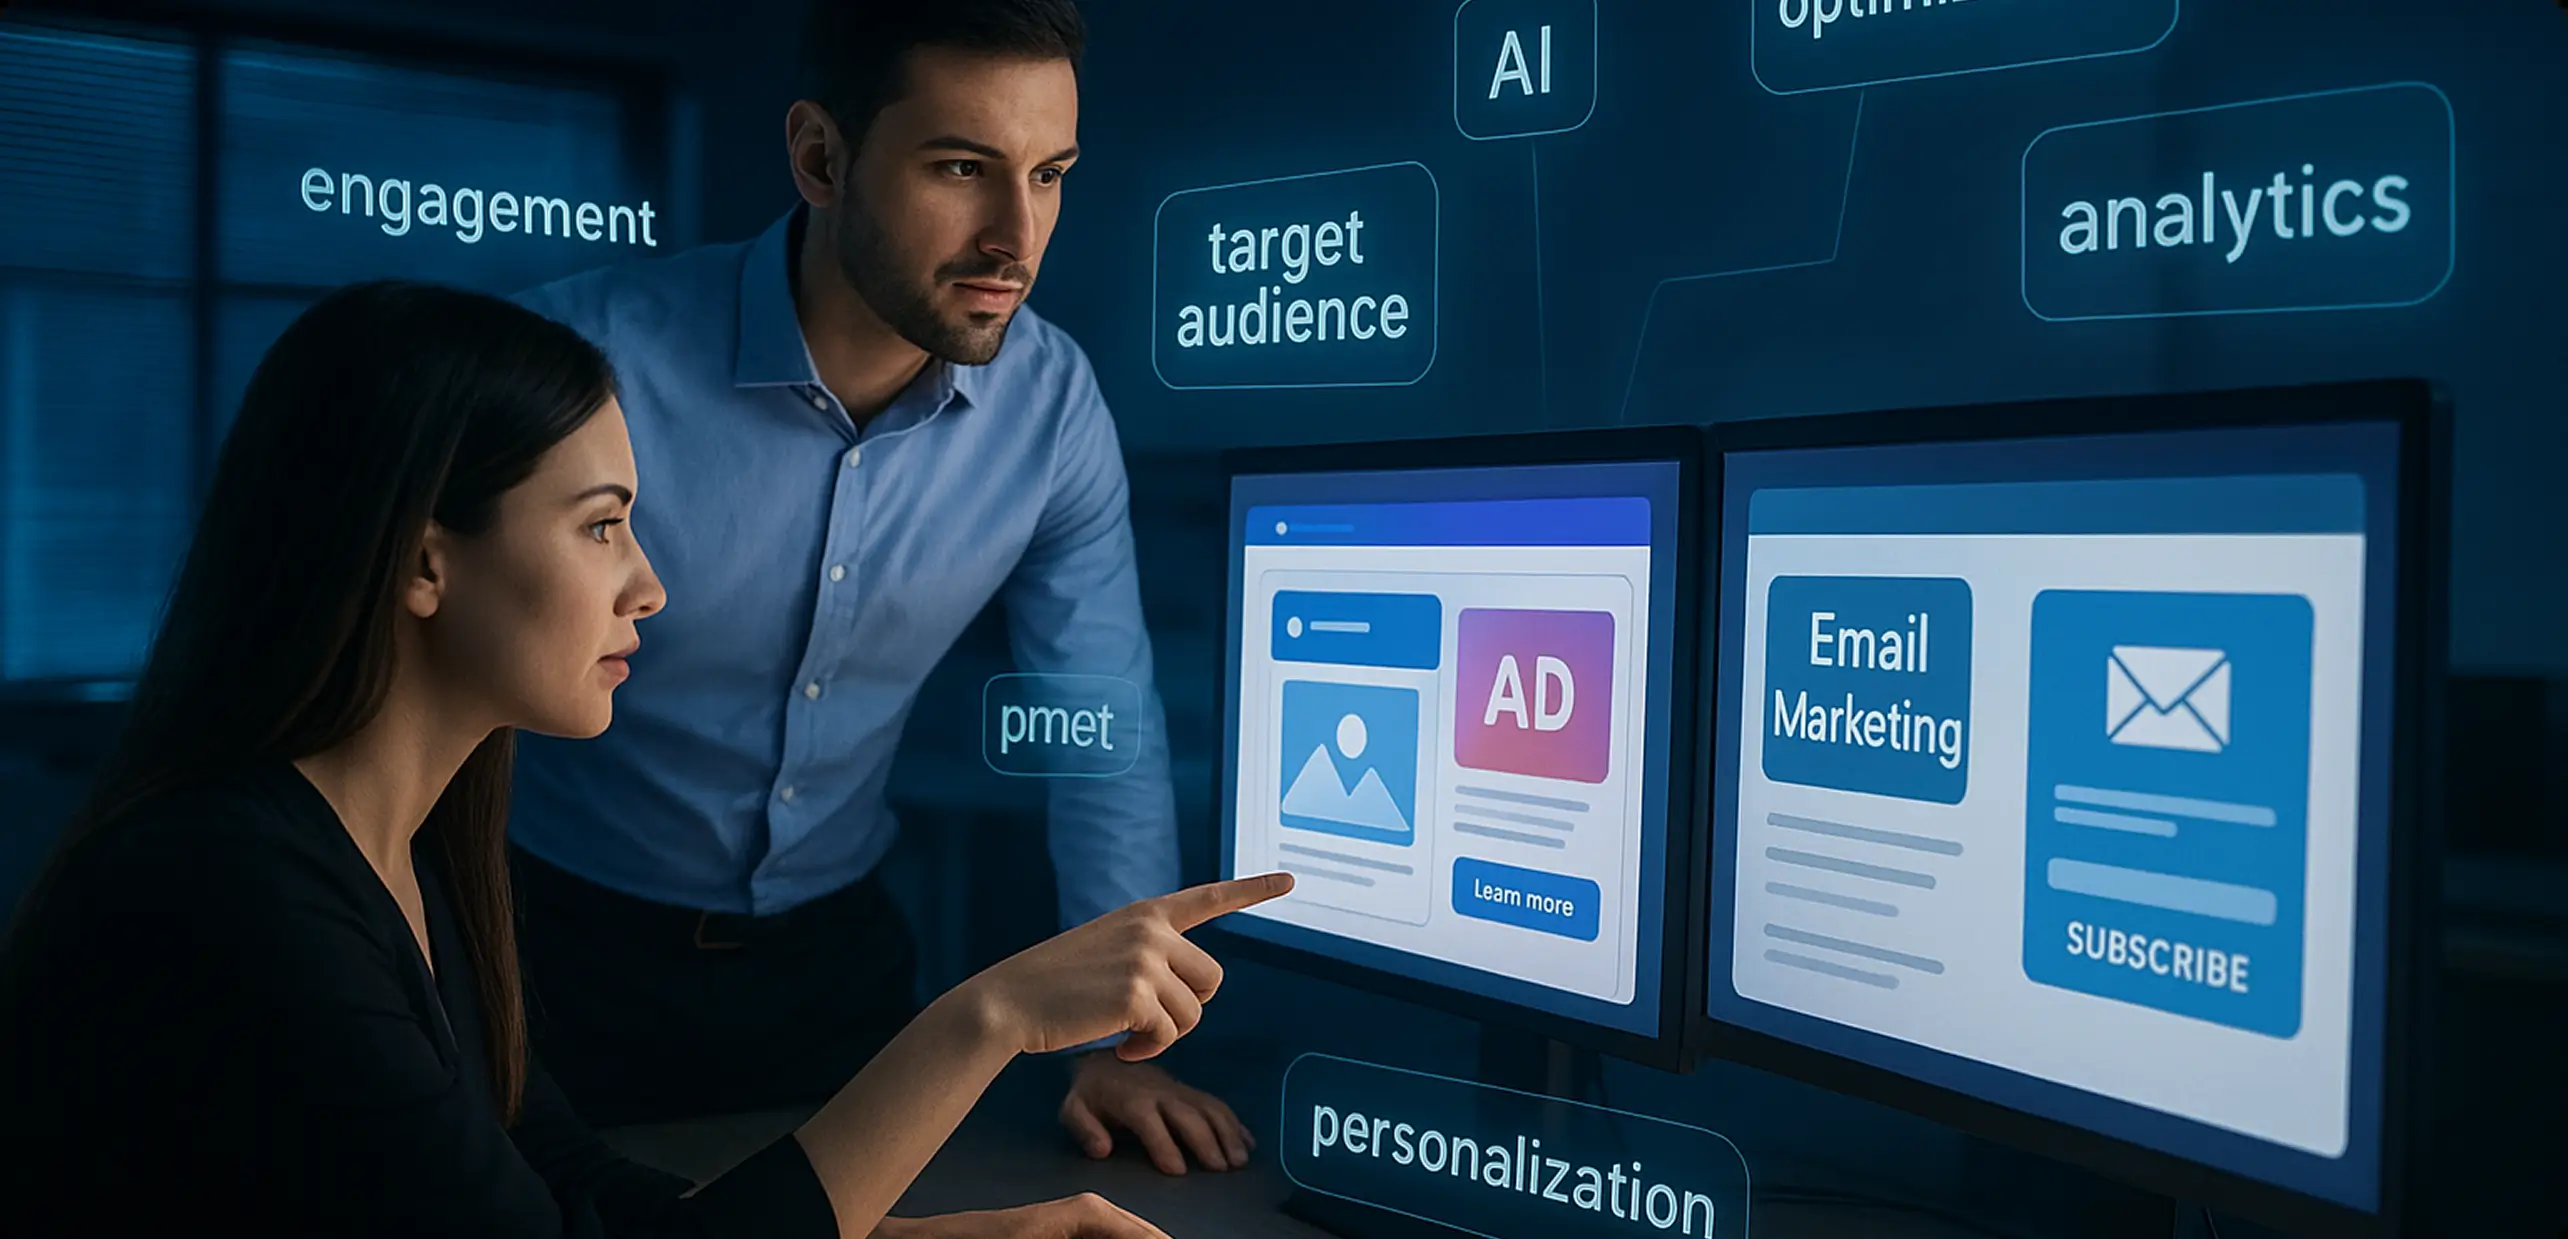 AI
engagement
target
audience
analytics
pmet
AD
Learn more
Email
Marketing
SUBSCRIBE
personalization